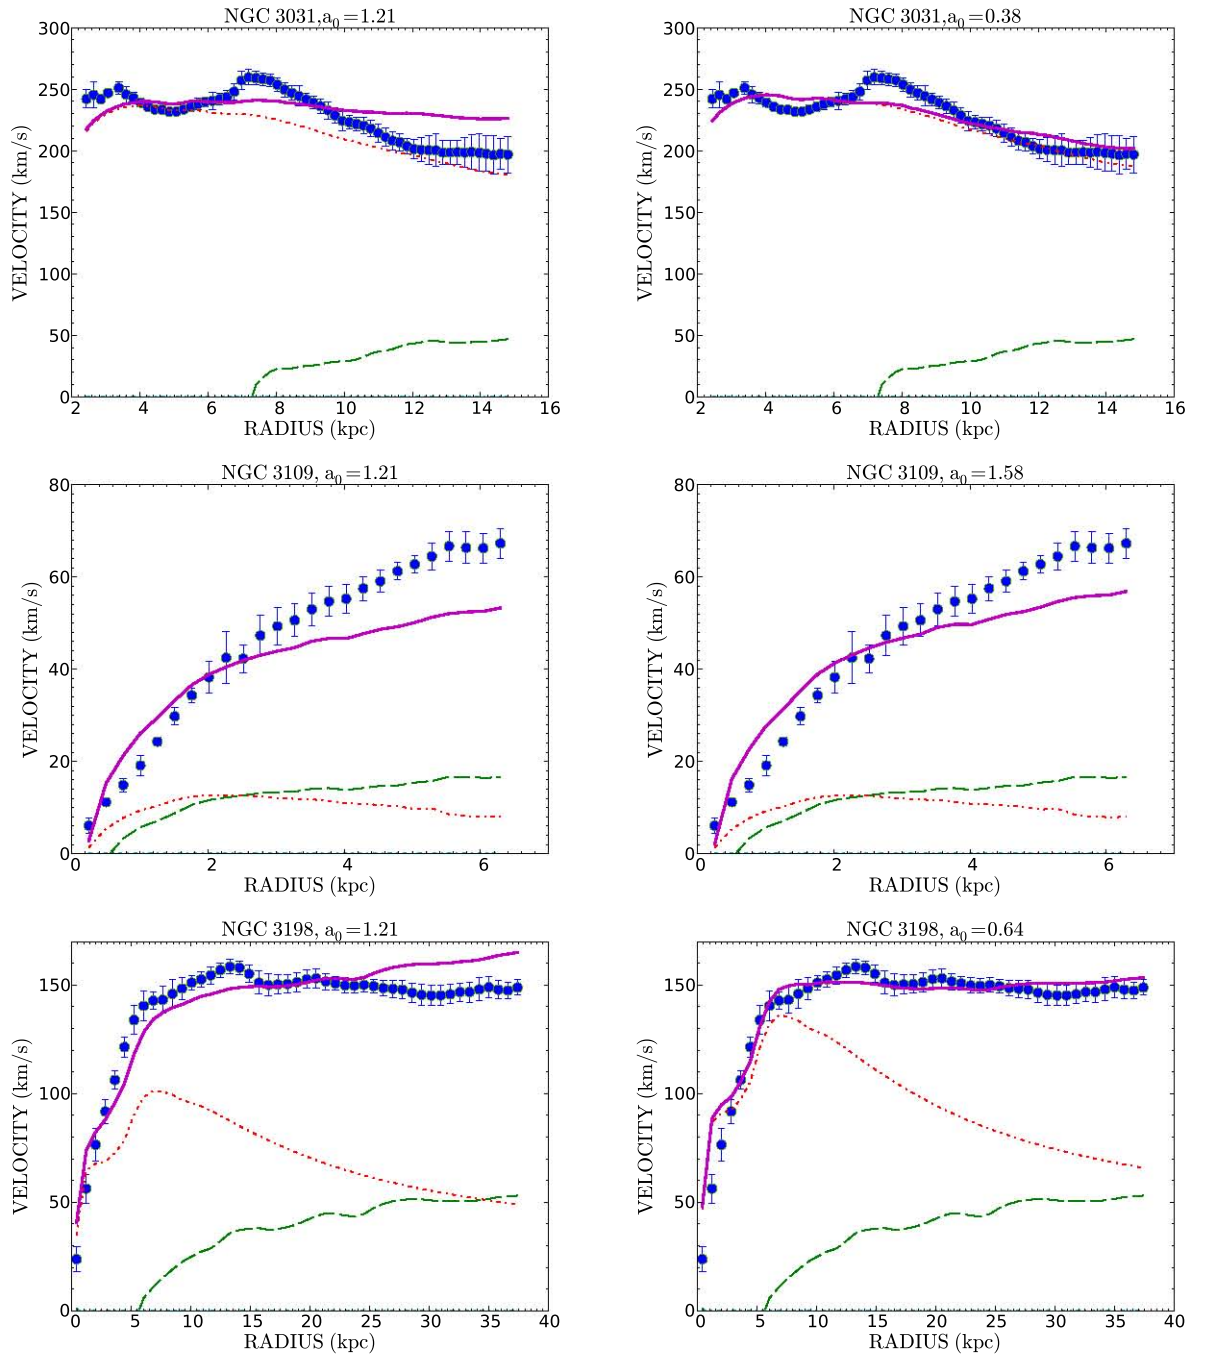 NGC 3031,a0=1.21
300
250
200
150
100
50
0
VELOCITY (km/s)
2 4 6 8 10 12 14 16
RADIUS (kpc)
NGC 3031,a0=0.38
300
250
200
150
100
50
0
VELOCITY (km/s)
2 4 6 8 10 12 14 16
RADIUS (kpc)
NGC 3109, a0=1.21
80
60
40
20
0
VELOCITY (km/s)
0 2 4 6
RADIUS (kpc)
NGC 3109, a0=1.58
80
60
40
20
0
VELOCITY (km/s)
0 2 4 6
RADIUS (kpc)
NGC 3198, a0=1.21
150
100
50
0
VELOCITY (km/s)
0 5 10 15 20 25 30 35 40
RADIUS (kpc)
NGC 3198, a0=0.64
150
100
50
0
VELOCITY (km/s)
0 5 10 15 20 25 30 35 40
RADIUS (kpc)